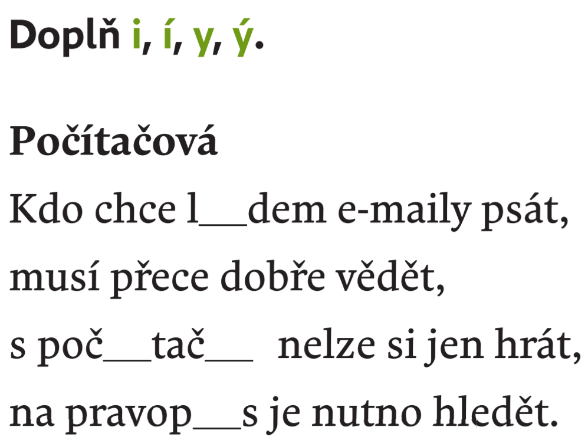 Doplň i, í, y, ý.
Počítačová
Kdo chce l__dem e-maily psát,
musí přece dobře vědět,
s poč__tač__ nelze si jen hrát,
na pravop__s je nutno hledět.